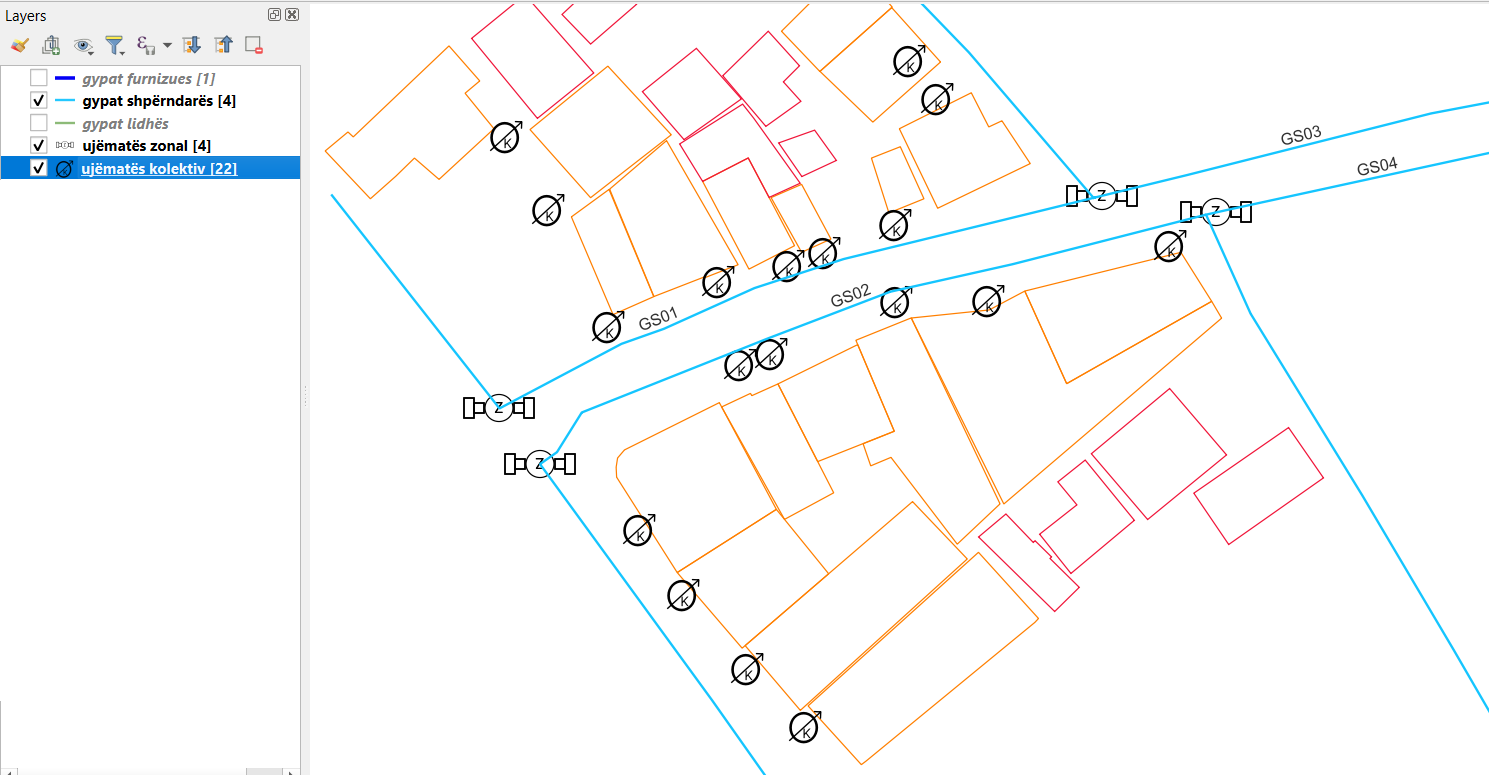 Layers
gypat furnizues [1]
gypat shpërndarës [4]
gypat lidhës
ujëmatës zonal [4]
ujëmatës kolektiv [22]
K
K
GS03
K
GS04
Z
K
Z
K
K
K
K
K
GS02
K
K
GS01
K
K
K
Z
Z
K
K
K
K